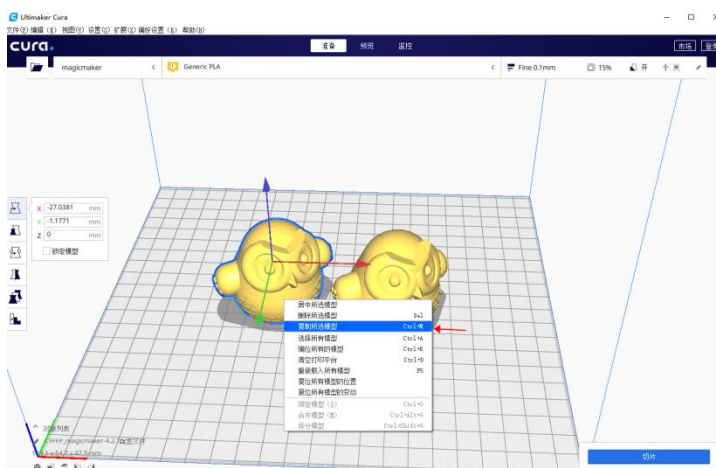 Ultimaker Cura
文件(F) 编辑 (E) 视图(V) 设置(S) 扩展(X) 偏好设置 (R) 帮助(H)
cura.
准备 预览 监控
市场
magicmaker
Generic PLA
Fine 0.1mm
15%
开
关
X -27.0381 mm
Y -1.1771 mm
Z 0 mm
锁定模型
居中所选模型
删除所选模型 Del
复制所选模型 Ctrl+M
选择所有模型 Ctrl+A
编位所有的模型 Ctrl+R
清空打印平台 Ctrl+D
重新载入所有模型 F5
复位所有模型的位置
复位所有模型的变动
绑定模型 (G) Ctrl+G
合并模型 (M) Ctrl+Alt+G
拆分模型 Ctrl+Shift+G
对象列表
切片